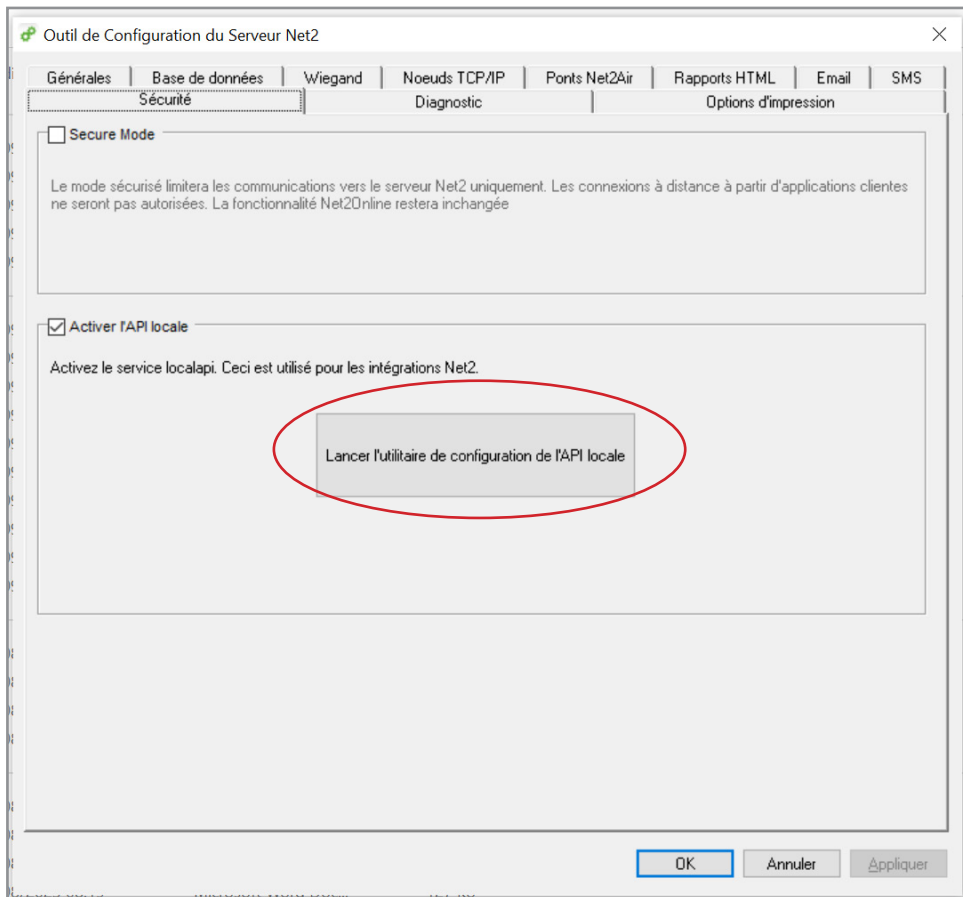 Outil de Configuration du Serveur Net2
Générales Base de données Wiegand Noeuds TCP/IP Ponts Net2Air Rapports HTML Email SMS
Sécurité Diagnostic Options d'impression
Secure Mode
Le mode sécurisé limitera les communications vers le serveur Net2 uniquement. Les connexions à distance à partir d'applications clientes
ne seront pas autorisées. La fonctionnalité Net2Online restera inchangée
Activer l'API locale
Activez le service localapi. Ceci est utilisé pour les intégrations Net2.
Lancer l'utilitaire de configuration de l'API locale
OK Annuler Appliquer